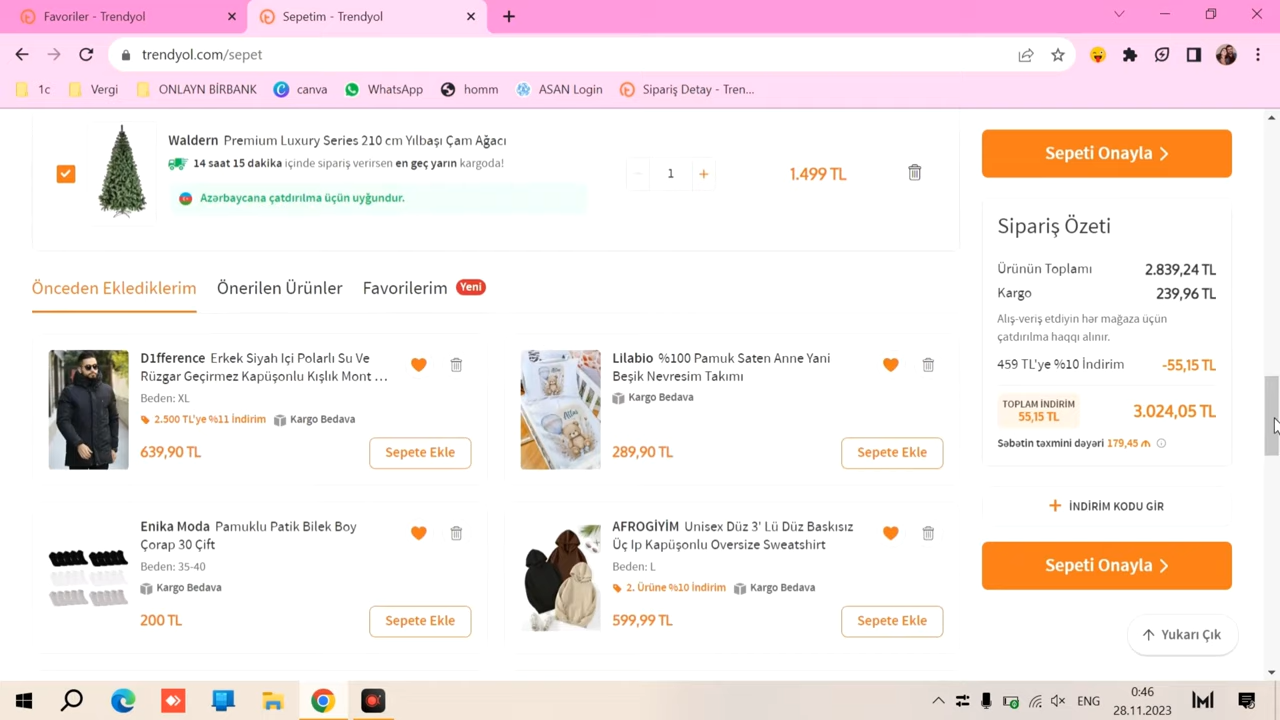 Favoriler - Trendyol
Sepetim - Trendyol
trendyol.com/sepet
1c
Vergi
ONLAYN BİRBANK
canva
WhatsApp
homm
ASAN Login
Sipariş Detay - Tren...
Waldern Premium Luxury Series 210 cm Yılbaşı Çam Ağacı
14 saat 15 dakika içinde sipariş verirsen en geç yarın kargoda!
Azərbaycana çatdırılma üçün uyğundur.
- 1 +
1.499 TL
Sepeti Onayla
Sipariş Özeti
Ürünün Toplamı 2.839,24 TL
Kargo 239,96 TL
Alış-veriş etdiyin hər mağaza üçün
çatdırılma haqqı alınır.
459 TL'ye %10 İndirim -55,15 TL
TOPLAM İNDİRİM
55,15 TL
3.024,05 TL
Səbətin təxmini dəyəri 179,45 ₼
+ İNDİRİM KODU GİR
Sepeti Onayla
Yukarı Çık
Önceden Eklediklerim
Önerilen Ürünler
Favorilerim Yeni
D1fference Erkek Siyah Içi Polarlı Su Ve
Rüzgar Geçirmez Kapüşonlu Kışlık Mont ...
Beden: XL
2.500 TL'ye %11 İndirim Kargo Bedava
639,90 TL
Sepete Ekle
Lilabio %100 Pamuk Saten Anne Yani
Beşik Nevresim Takımı
Kargo Bedava
289,90 TL
Sepete Ekle
Enika Moda Pamuklu Patik Bilek Boy
Çorap 30 Çift
Beden: 35-40
Kargo Bedava
200 TL
Sepete Ekle
AFROGİYİM Unisex Düz 3' Lü Düz Baskısız
Üç Ip Kapüşonlu Oversize Sweatshirt
Beden: L
2. Ürüne %10 İndirim Kargo Bedava
599,99 TL
Sepete Ekle
ENG
0:46
28.11.2023